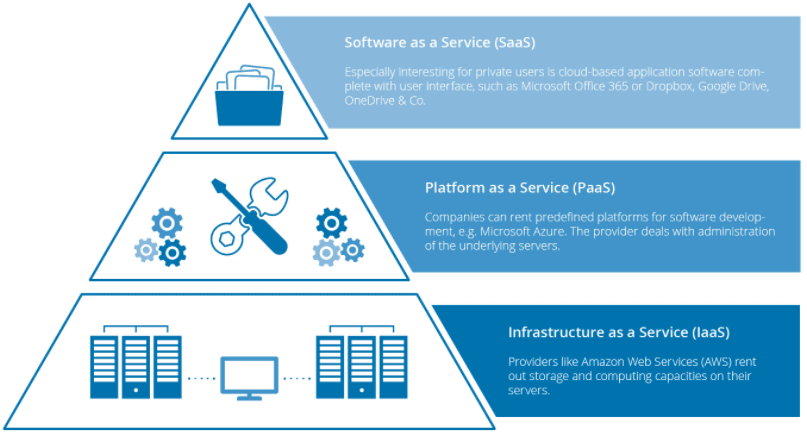 Software as a Service (SaaS)
Especially interesting for private users is cloud-based application software com-
plete with user interface, such as Microsoft Office 365 or Dropbox, Google Drive,
OneDrive & Co.
Platform as a Service (PaaS)
Companies can rent predefined platforms for software develop-
ment, e.g. Microsoft Azure. The provider deals with administration
of the underlying servers.
Infrastructure as a Service (IaaS)
Providers like Amazon Web Services (AWS) rent
out storage and computing capacities on their
servers.